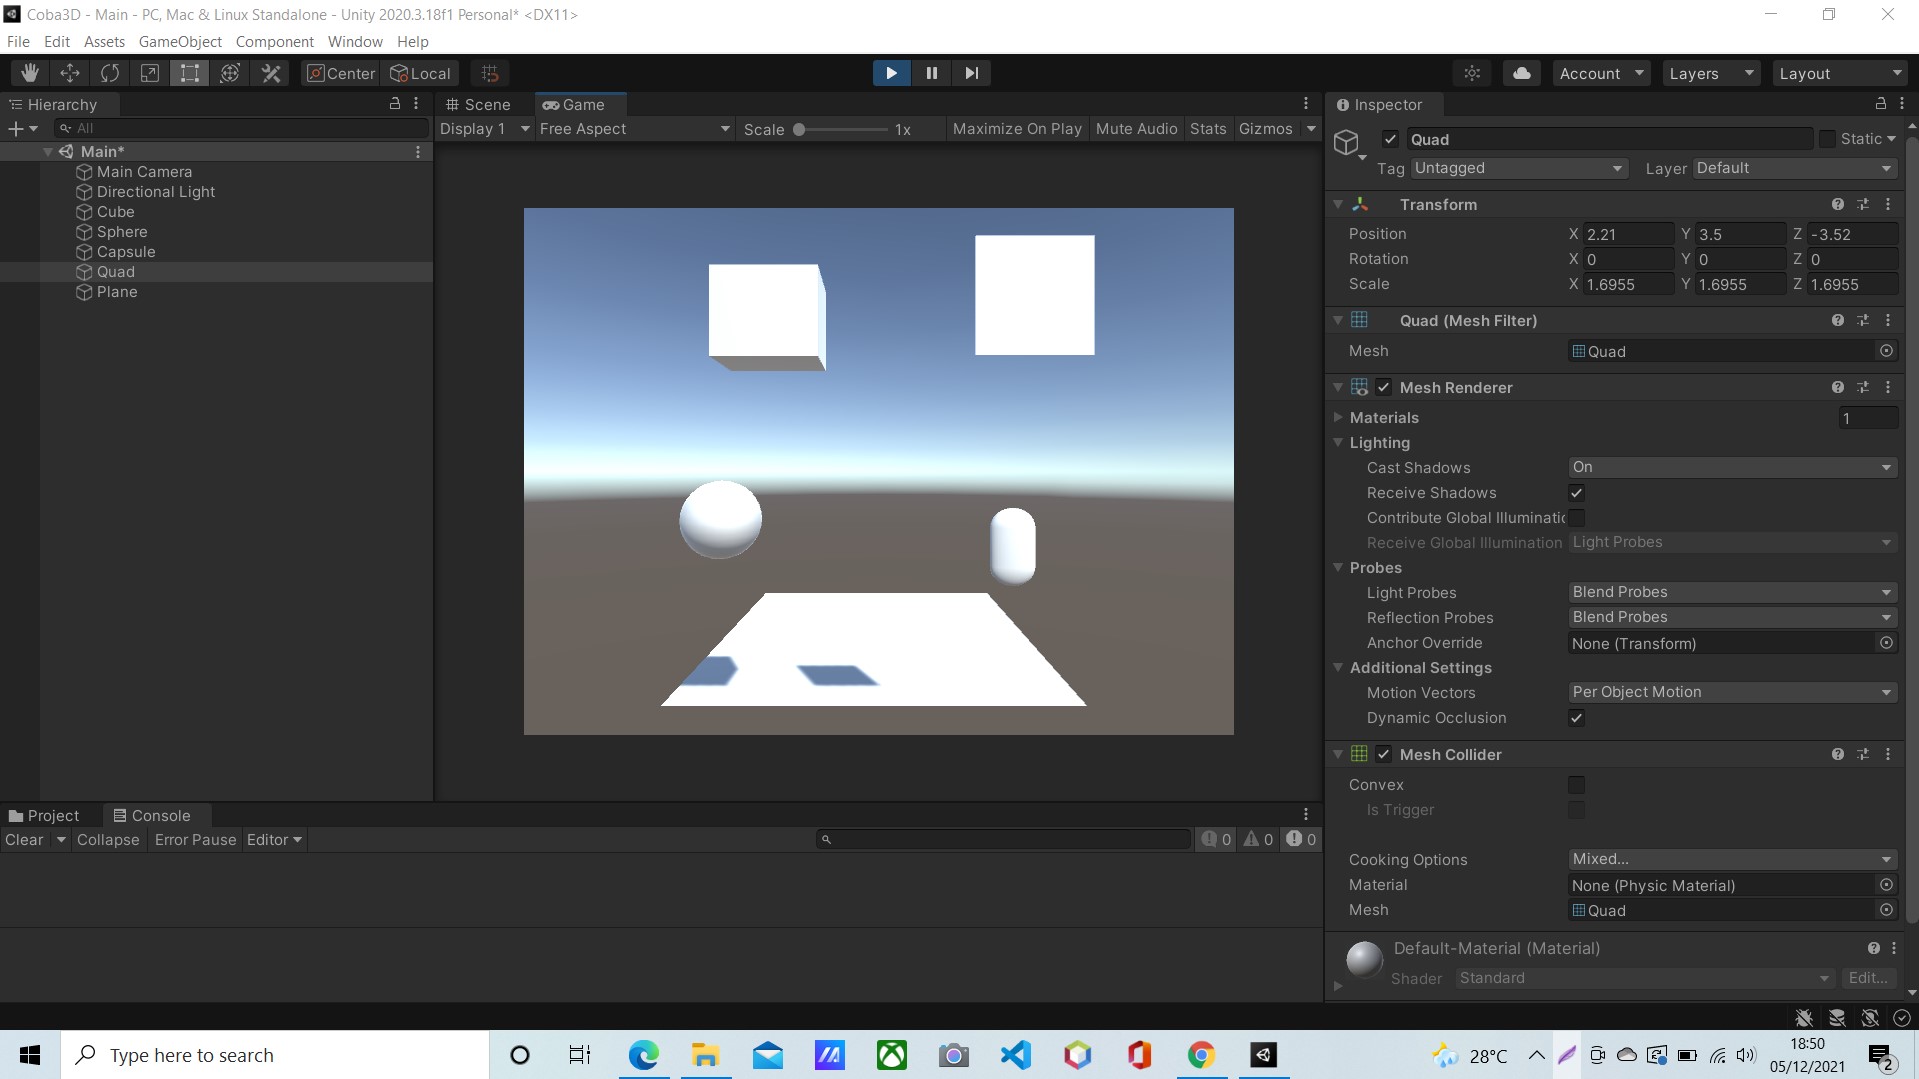 Coba3D - Main - PC, Mac & Linux Standalone - Unity 2020.3.18f1 Personal* <DX11>
File Edit Assets GameObject Component Window Help
Center Local
Account Layers Layout
Hierarchy
All
Main*
Main Camera
Directional Light
Cube
Sphere
Capsule
Quad
Plane
Scene Game
Display 1 Free Aspect Scale 1x Maximize On Play Mute Audio Stats Gizmos
Inspector
Quad Static
Tag Untagged Layer Default
Transform
Position X 2.21 Y 3.5 Z -3.52
Rotation X 0 Y 0 Z 0
Scale X 1.6955 Y 1.6955 Z 1.6955
Quad (Mesh Filter)
Mesh Quad
Mesh Renderer
Materials 1
Lighting
Cast Shadows On
Receive Shadows
Contribute Global Illuminatic
Receive Global Illumination Light Probes
Probes
Light Probes Blend Probes
Reflection Probes Blend Probes
Anchor Override None (Transform)
Additional Settings
Motion Vectors Per Object Motion
Dynamic Occlusion
Mesh Collider
Convex
Is Trigger
Cooking Options Mixed...
Material None (Physic Material)
Mesh Quad
Default-Material (Material)
Shader Standard Edit...
Project Console
Clear Collapse Error Pause Editor 0 0 0
Type here to search
28°C
18:50
05/12/2021
2